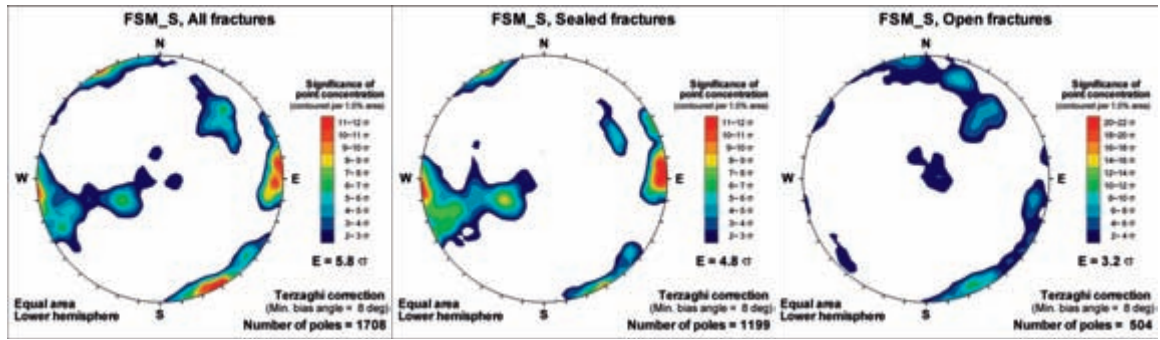 FSM_S, All fractures
N
Significance of
point concentration
(contoured per 1.0% area)
11–12 σ
10–11 σ
9–10 σ
8–9 σ
7–8 σ
6–7 σ
5–6 σ
4–5 σ
3–4 σ
2–3 σ
W
E
E = 5.8 σ
S
Equal area
Lower hemisphere
Terzaghi correction
(Min. bias angle = 8 deg)
Number of poles = 1708
FSM_S, Sealed fractures
N
Significance of
point concentration
(contoured per 1.0% area)
11–12 σ
10–11 σ
9–10 σ
8–9 σ
7–8 σ
6–7 σ
5–6 σ
4–5 σ
3–4 σ
2–3 σ
W
E
E = 4.8 σ
S
Equal area
Lower hemisphere
Terzaghi correction
(Min. bias angle = 8 deg)
Number of poles = 1199
FSM_S, Open fractures
N
Significance of
point concentration
(contoured per 1.0% area)
20–22 σ
18–20 σ
16–18 σ
14–16 σ
12–14 σ
10–12 σ
8–10 σ
6–8 σ
4–6 σ
2–4 σ
W
E
E = 3.2 σ
S
Equal area
Lower hemisphere
Terzaghi correction
(Min. bias angle = 8 deg)
Number of poles = 504